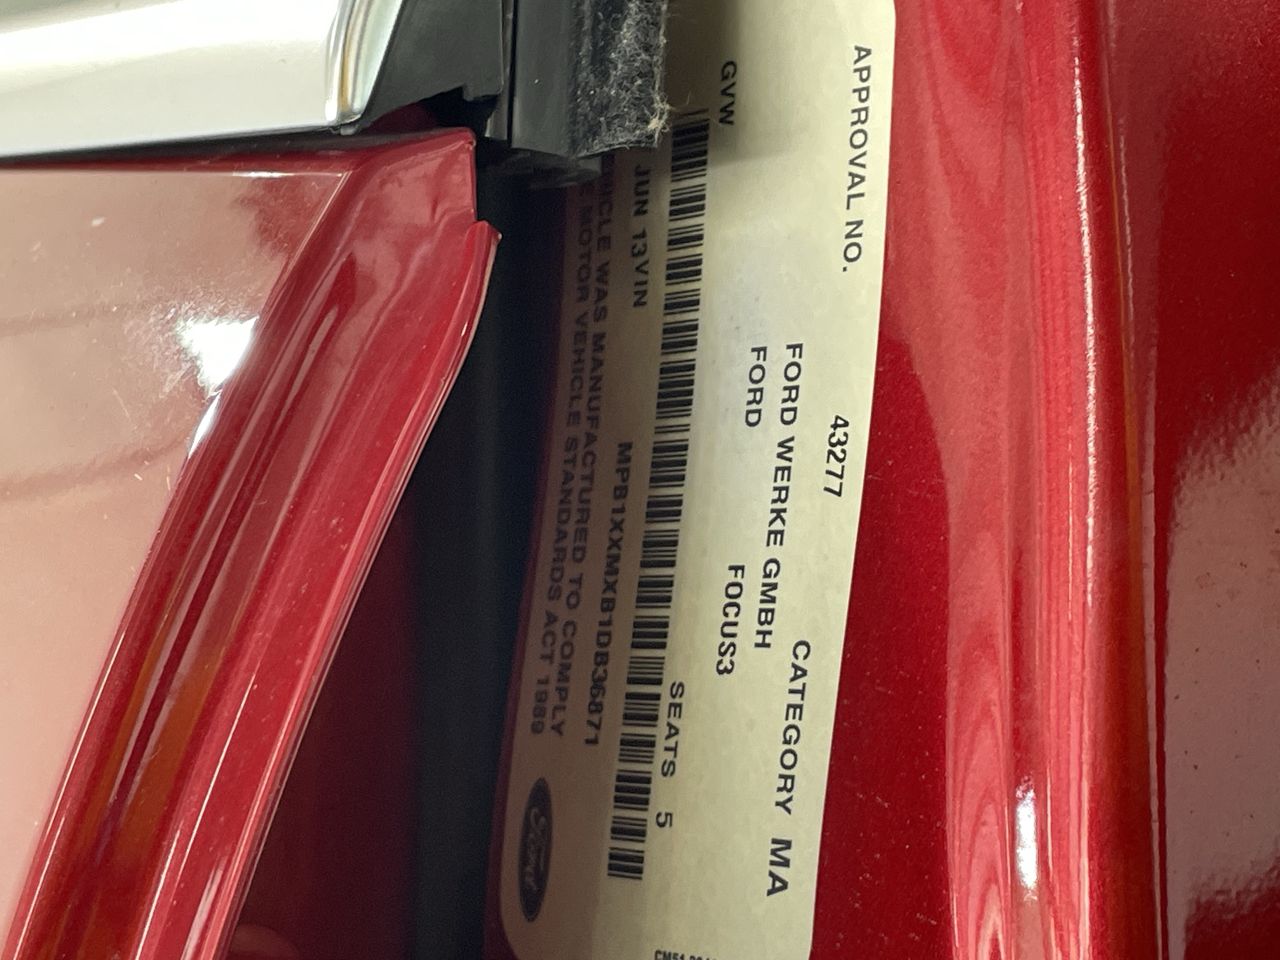 APPROVAL NO. 43277 CATEGORY MA
FORD WERKE GMBH
FORD FOCUS3
GVW SEATS 5
JUN 13 VIN MPB1XXMXB1DB36871
VEHICLE WAS MANUFACTURED TO COMPLY
MOTOR VEHICLE STANDARDS ACT 1989
Ford